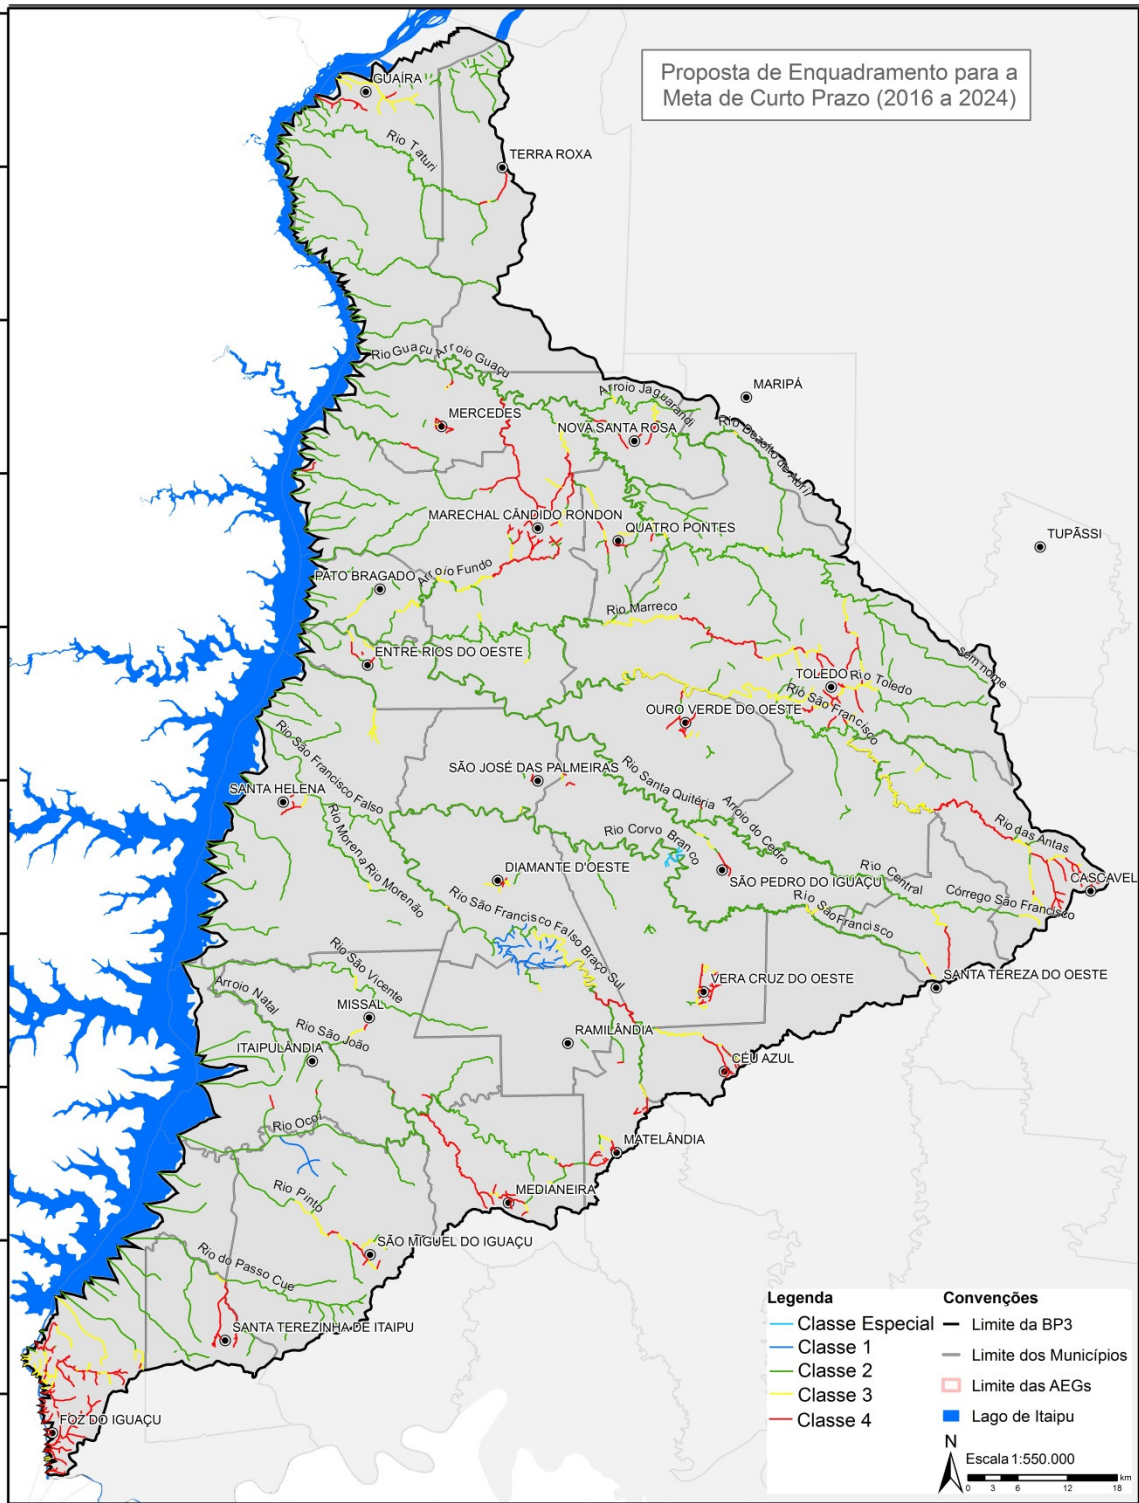 Proposta de Enquadramento para a
Meta de Curto Prazo (2016 a 2024)
GUAÍRA
Rio Taturi
TERRA ROXA
Rio Guaçu
Arroio Guaçu
MARIPÁ
Arroio Jaguarandi
MERCEDES
NOVA SANTA ROSA
Rio Dezoito de Abril
MARECHAL CÂNDIDO RONDON
QUATRO PONTES
TUPÃSSI
Arroio Fundo
PATO BRAGADO
Rio Marreco
ENTRE RIOS DO OESTE
sem nome
TOLEDO
Rio Toledo
Rio São Francisco
OURO VERDE DO OESTE
Rio São Francisco Falso
SÃO JOSÉ DAS PALMEIRAS
Rio Santa Quitéria
SANTA HELENA
Rio Morena
Rio Morenão
Rio Corvo Branco
Arroio do Cedro
Rio das Antas
DIAMANTE D'OESTE
SÃO PEDRO DO IGUAÇU
Rio Central
CASCAVEL
Córrego São Francisco
Rio São Francisco Falso Braço Sul
Rio São Francisco
Rio São Vicente
VERA CRUZ DO OESTE
SANTA TEREZA DO OESTE
Arroio Natal
MISSAL
Rio São João
RAMILÂNDIA
ITAIPULÂNDIA
CÉU AZUL
Rio Ocoí
MATELÂNDIA
Rio Pinto
MEDIANEIRA
SÃO MIGUEL DO IGUAÇU
Rio do Passo Cue
SANTA TEREZINHA DE ITAIPU
FOZ DO IGUAÇU
Legenda
Classe Especial
Classe 1
Classe 2
Classe 3
Classe 4
Convenções
Limite da BP3
Limite dos Municípios
Limite das AEGs
Lago de Itaipu
N
Escala 1:550.000
km
0 3 6 12 18